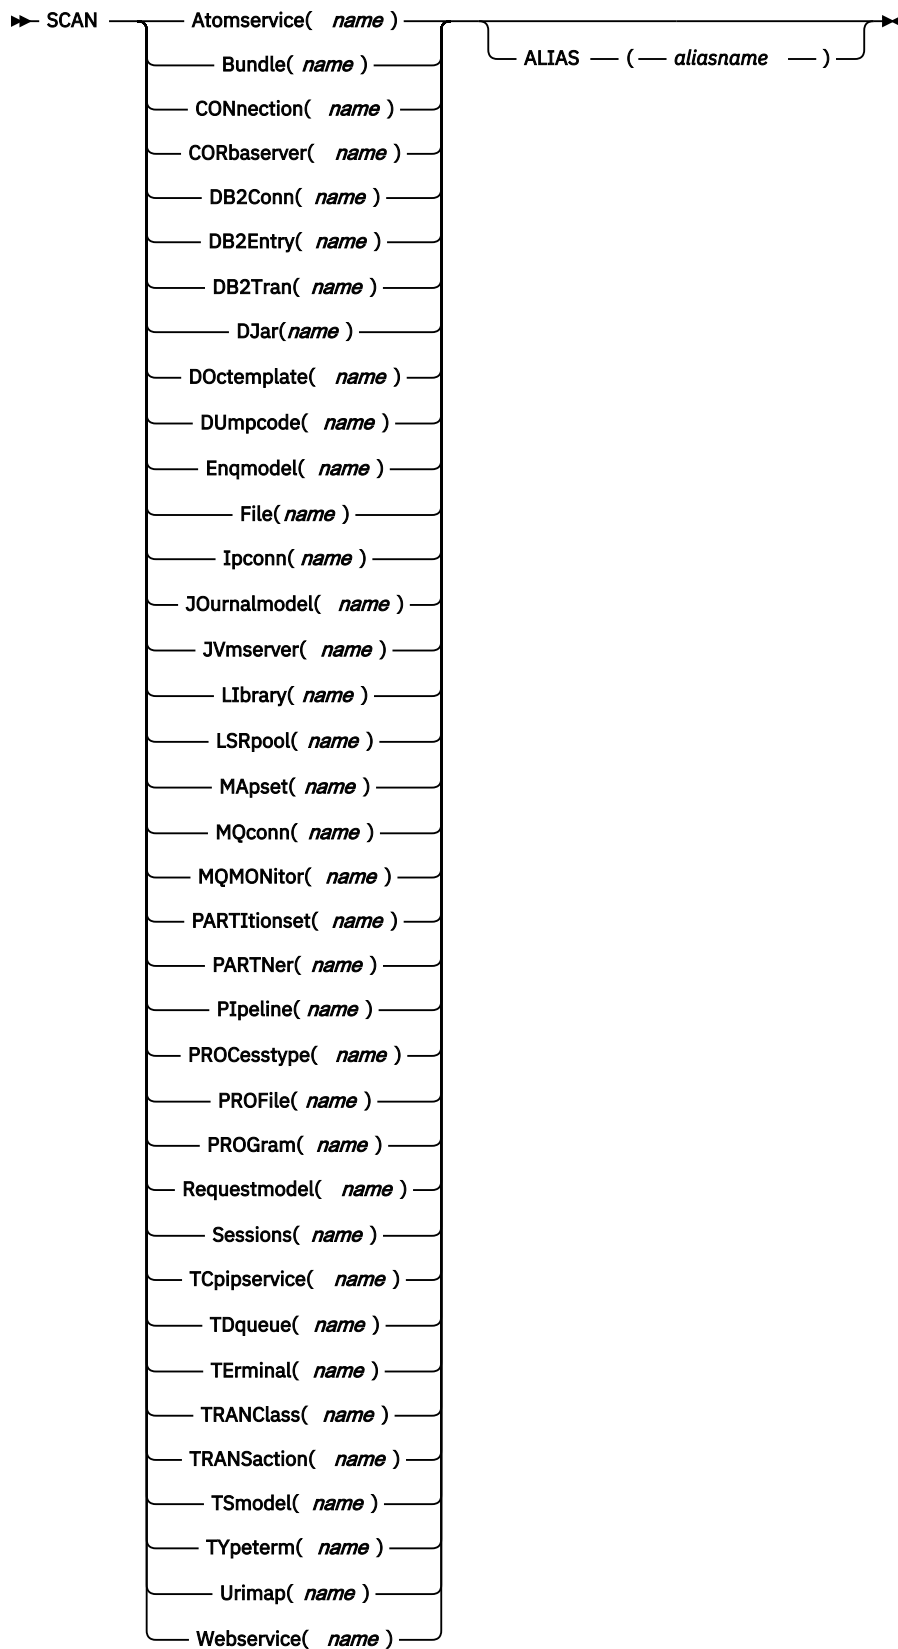 SCAN Atomservice( name )
Bundle( name ) ALIAS ( aliasname )
CONnection( name )
CORbaserver( name )
DB2Conn( name )
DB2Entry( name )
DB2Tran( name )
DJar(name )
DOctemplate( name )
DUmpcode( name )
Enqmodel( name )
File( name )
Ipconn( name )
JOurnalmodel( name )
JVmserver( name )
LIbrary( name )
LSRpool( name )
MApset( name )
MQconn( name )
MQMONitor( name )
PARTItionset( name )
PARTNer( name )
PIpeline( name )
PROCesstype( name )
PROFile( name )
PROGram( name )
Requestmodel( name )
Sessions( name )
TCpipservice( name )
TDqueue( name )
TErminal( name )
TRANClass( name )
TRANSaction( name )
TSmodel( name )
TYpeterm( name )
Urimap( name )
Webservice( name )